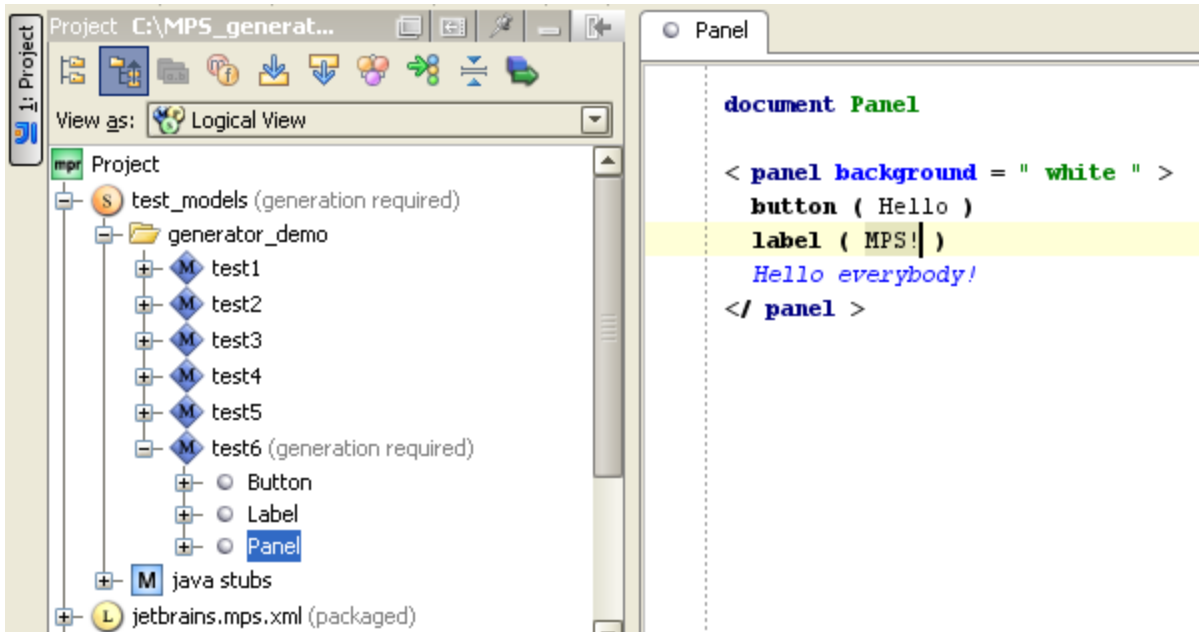 1: Project
Project C:\MPS_generat...
View as: Logical View
mpr Project
S test_models (generation required)
generator_demo
M test1
M test2
M test3
M test4
M test5
M test6 (generation required)
Button
Label
Panel
M java stubs
L jetbrains.mps.xml (packaged)
Panel
document Panel
< panel background = " white " >
button ( Hello )
label ( MPS! )
Hello everybody!
</ panel >